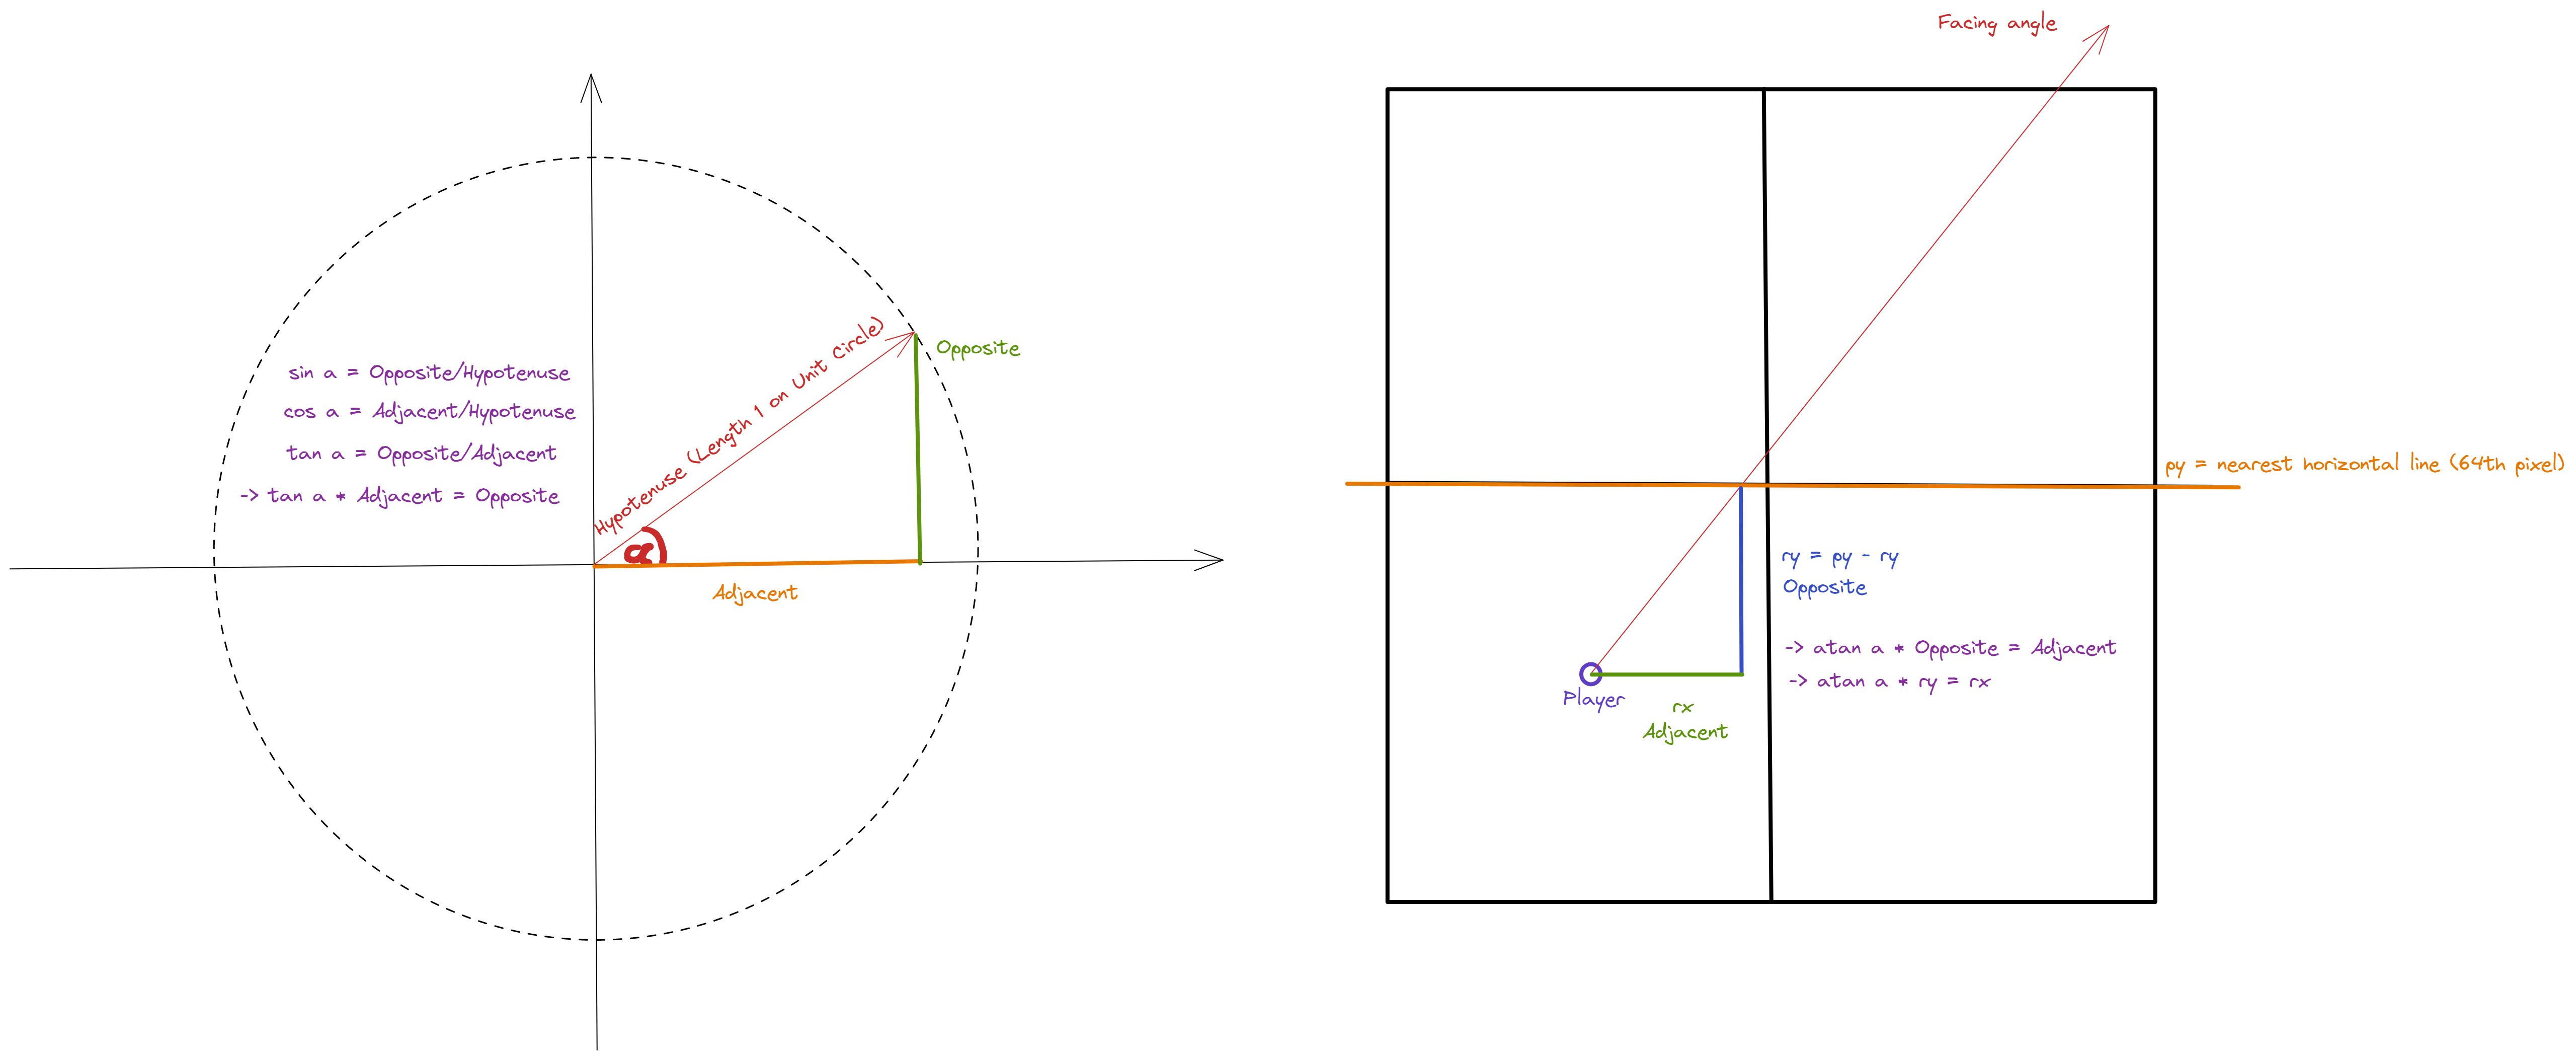 sin a = Opposite/Hypotenuse
cos a = Adjacent/Hypotenuse
tan a = Opposite/Adjacent
-> tan a * Adjacent = Opposite
Hypotenuse (Length 1 on Unit Circle)
α
Opposite
Adjacent
Facing angle
py = nearest horizontal line (64th pixel)
ry = py - ry
Opposite
-> atan a * Opposite = Adjacent
-> atan a * ry = rx
Player
rx
Adjacent